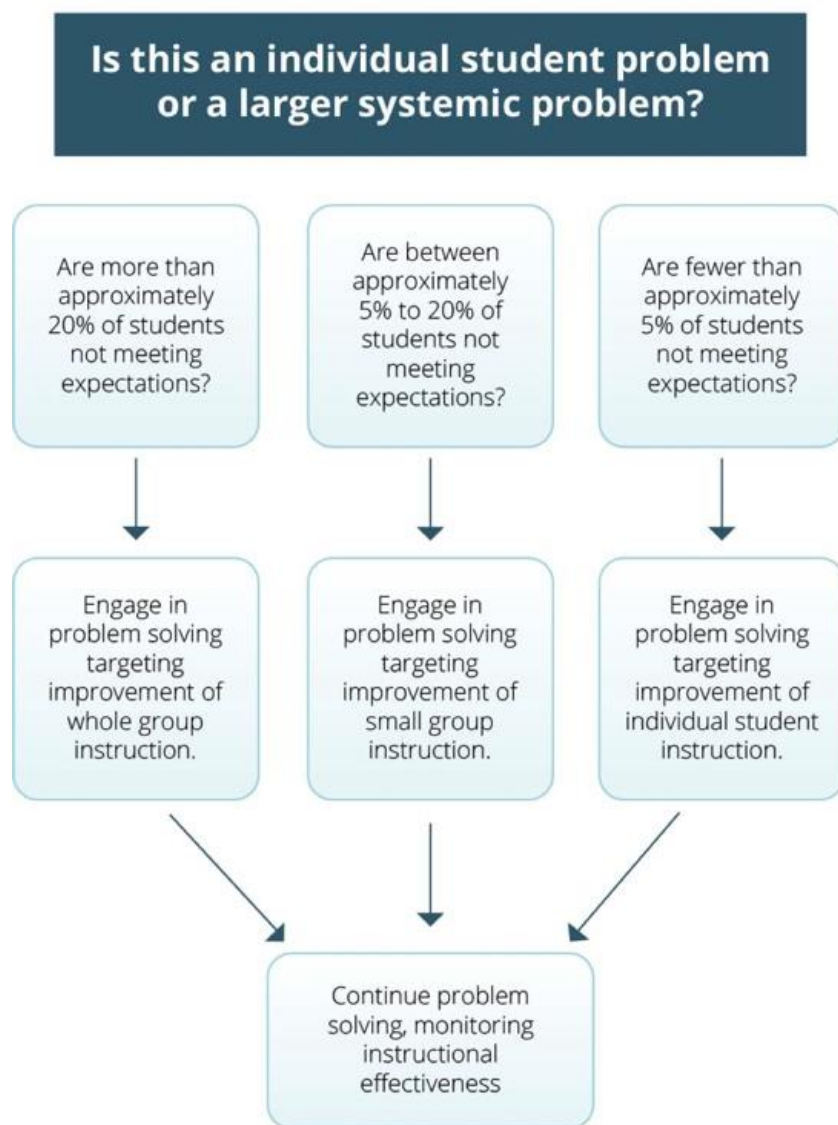 Is this an individual student problem
or a larger systemic problem?
Are more than
approximately
20% of students
not meeting
expectations?
Are between
approximately
5% to 20% of
students not
meeting
expectations?
Are fewer than
approximately
5% of students
not meeting
expectations?
Engage in
problem solving
targeting
improvement of
whole group
instruction.
Engage in
problem solving
targeting
improvement of
small group
instruction.
Engage in
problem solving
targeting
improvement of
individual student
instruction.
Continue problem
solving, monitoring
instructional
effectiveness